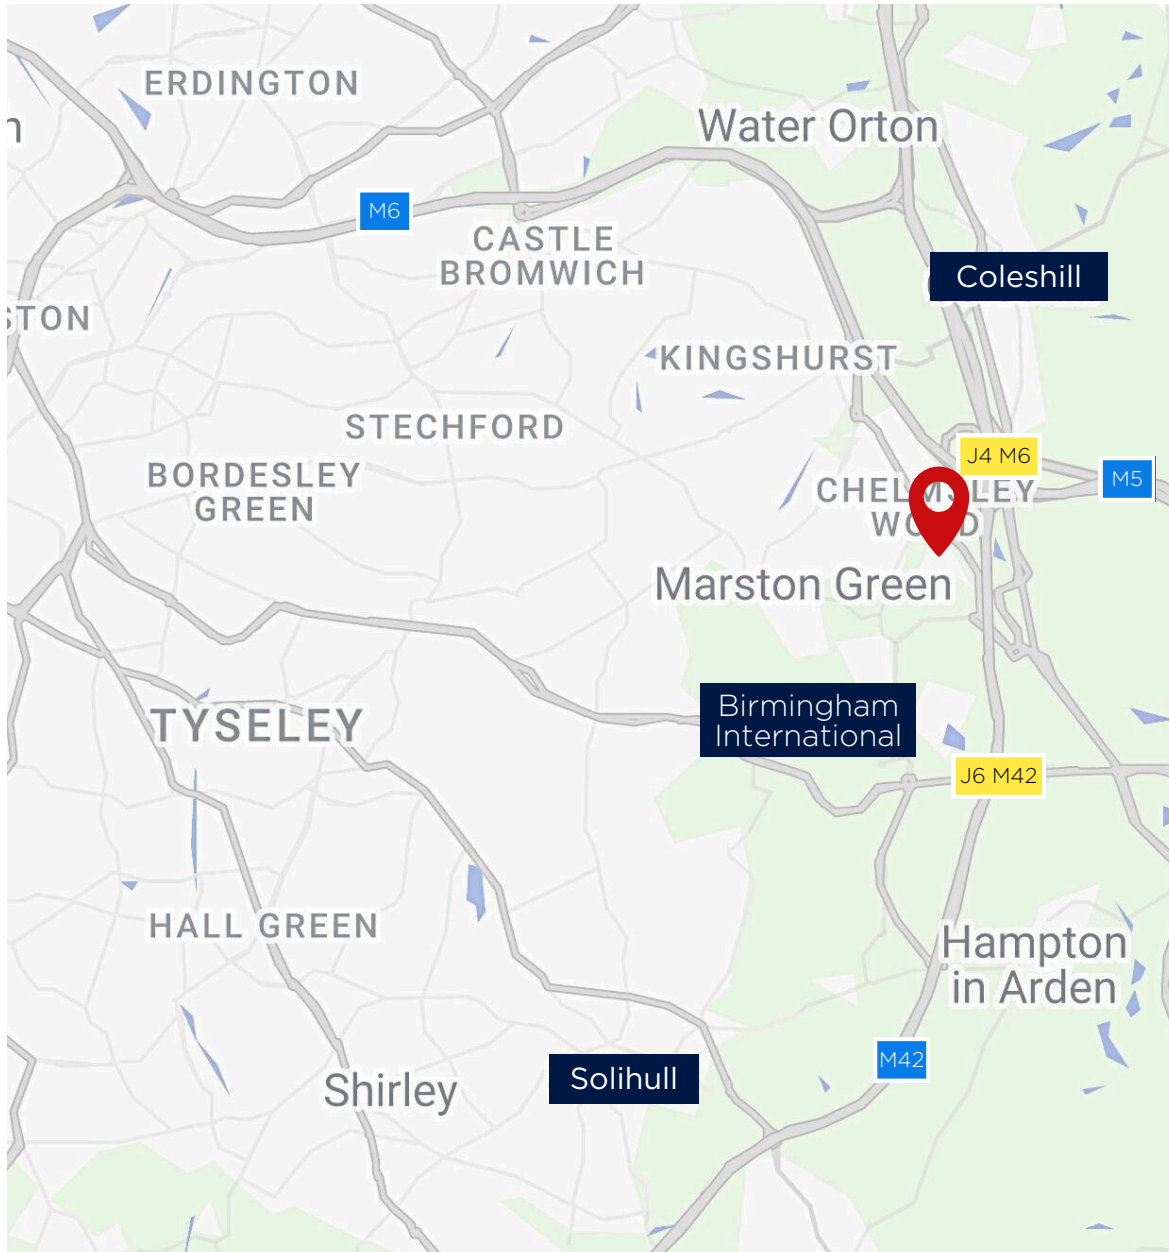 ERDINGTON
Water Orton
M6
CASTLE
BROMWICH
Coleshill
KINGSHURST
STECHFORD
J4 M6
BORDESLEY
GREEN
M5
Marston Green
Birmingham
International
TYSELEY
J6 M42
HALL GREEN
Hampton
in Arden
M42
Solihull
Shirley